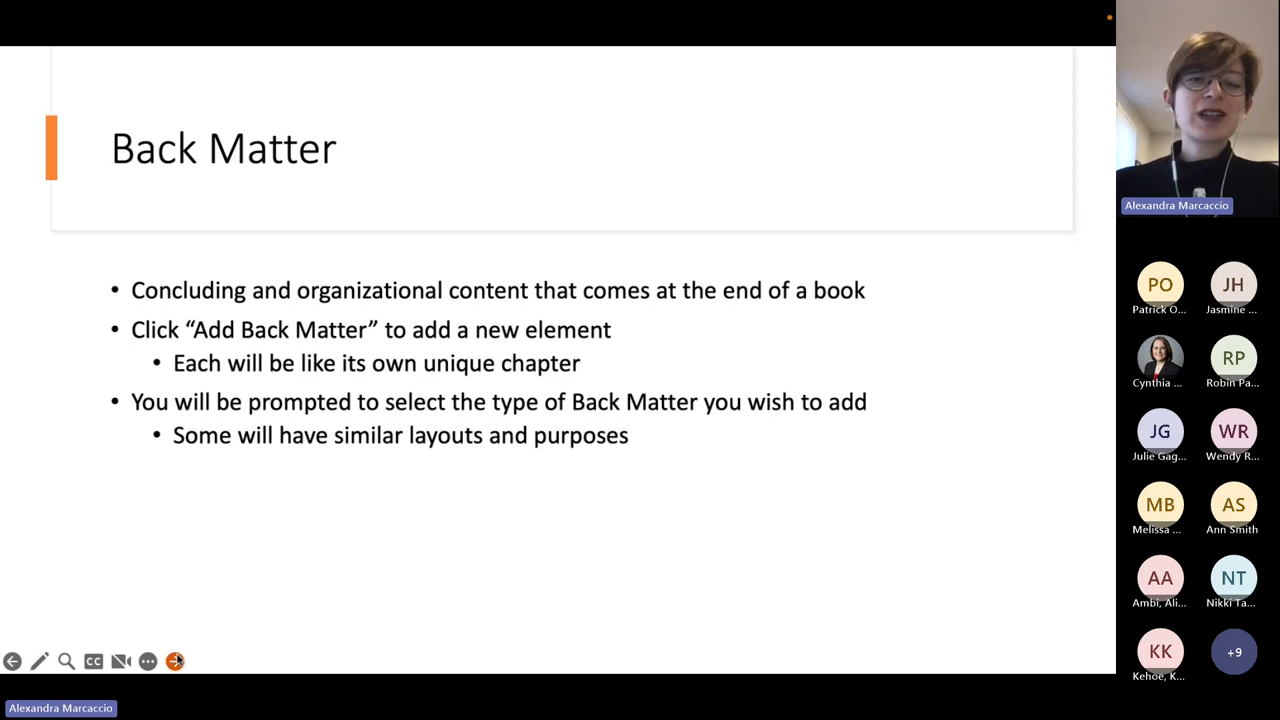 Back Matter
• Concluding and organizational content that comes at the end of a book
• Click “Add Back Matter” to add a new element
• Each will be like its own unique chapter
• You will be prompted to select the type of Back Matter you wish to add
• Some will have similar layouts and purposes
CC
Alexandra Marcaccio
Alexandra Marcaccio
PO
JH
Patrick O...
Jasmine ...
RP
Cynthia ...
Robin Pa...
JG
WR
Julie Gag...
Wendy R...
MB
AS
Melissa ...
Ann Smith
AA
NT
Ambi, Ali...
Nikki Ta...
KK
+9
Kehoe, K...